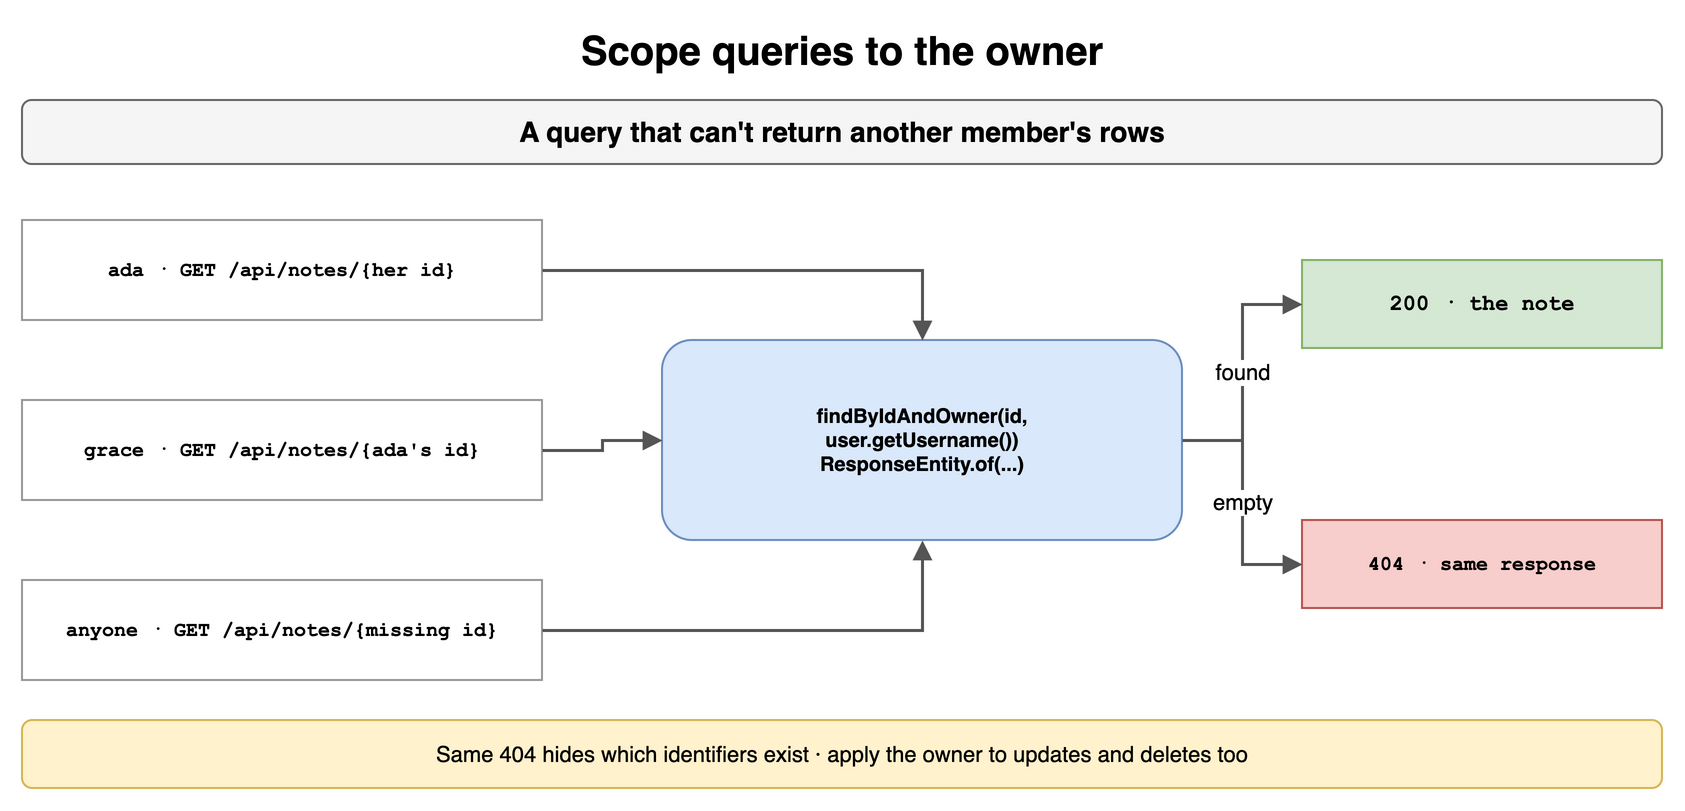 Scope queries to the owner
A query that can't return another member's rows
ada · GET /api/notes/{her id}
grace · GET /api/notes/{ada's id}
anyone · GET /api/notes/{missing id}
findByIdAndOwner(id,
user.getUsername())
ResponseEntity.of(...)
found
empty
200 · the note
404 · same response
Same 404 hides which identifiers exist · apply the owner to updates and deletes too